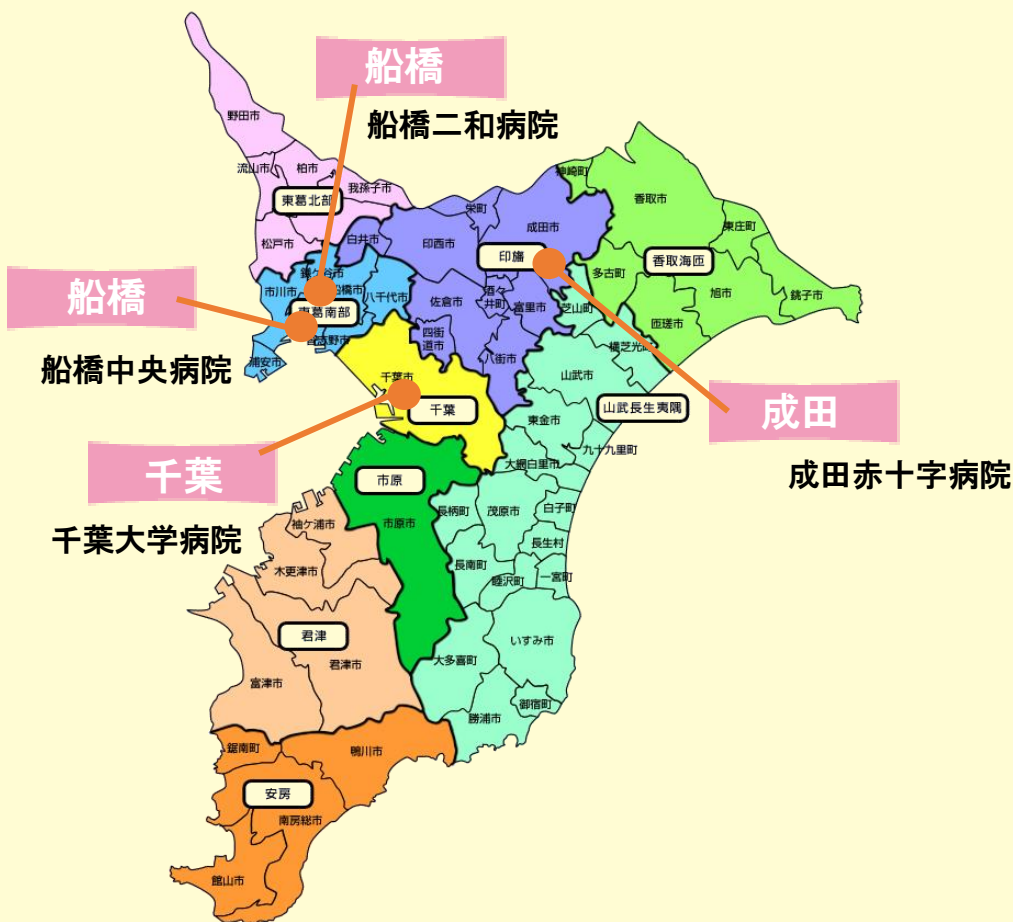 船橋
船橋二和病院
野田市
流山市
柏市
我孫子市
東葛北部
松戸市
神崎町
香取市
東庄町
栄町
成田市
白井市
印西市
印旛
香取海匝
多古町
旭市
銚子市
匝瑳市
船橋
船橋中央病院
鎌ケ谷市
市川市
船橋市
八千代市
東葛南部
習志野市
浦安市
佐倉市
酒々
井町
富里市
芝山町
四街
道市
八街市
横芝光町
山武市
千葉市
千葉
山武長生夷隅
成田
成田赤十字病院
東金市
九十九里町
大網白里市
千葉
千葉大学病院
市原
市原市
袖ケ浦市
木更津市
長柄町
茂原市
白子町
長生村
長南町
睦沢町
一宮町
君津
君津市
富津市
大多喜町
いすみ市
御宿町
勝浦市
鋸南町
鴨川市
安房
南房総市
館山市